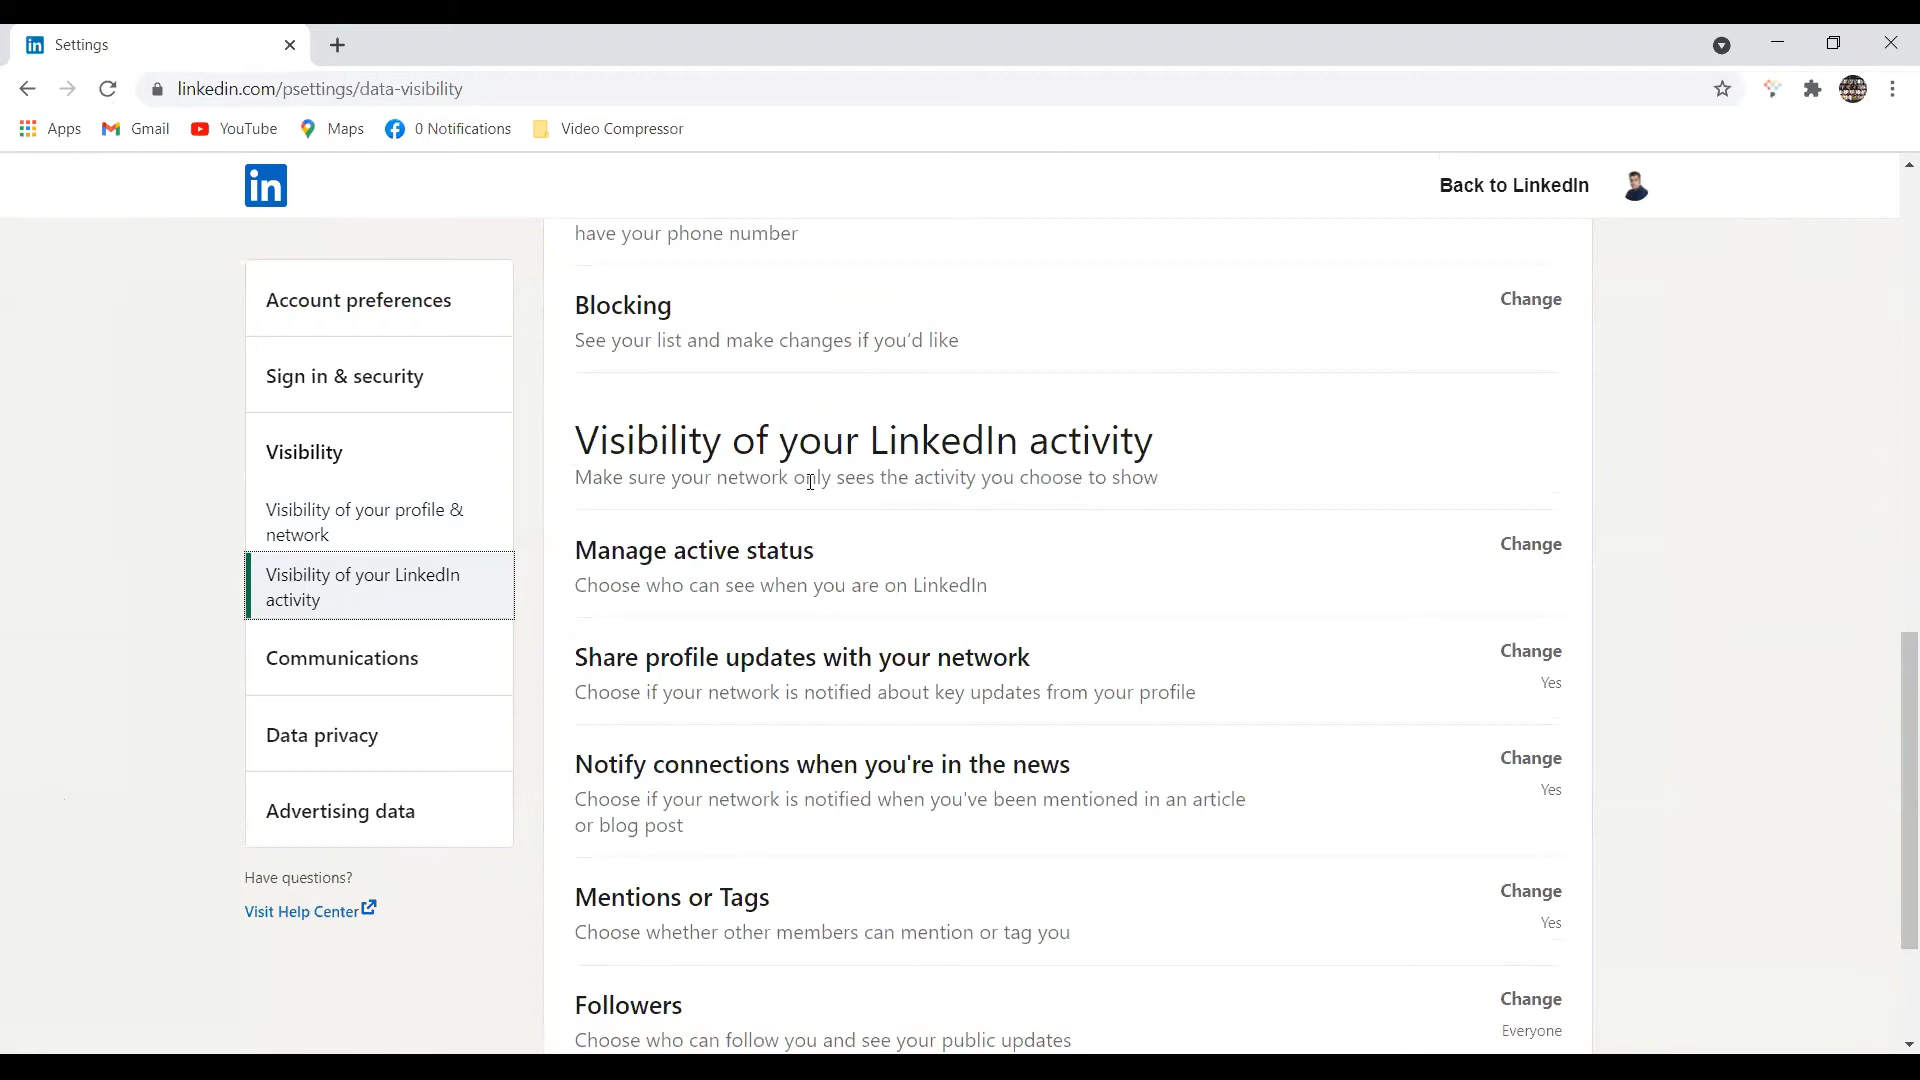 Settings
linkedin.com/psettings/data-visibility
Apps Gmail YouTube Maps 0 Notifications Video Compressor
in Back to LinkedIn
have your phone number
Account preferences
Sign in & security
Visibility
Visibility of your profile &
network
Visibility of your LinkedIn
activity
Communications
Data privacy
Advertising data
Have questions?
Visit Help Center
Blocking Change
See your list and make changes if you’d like
Visibility of your LinkedIn activity
Make sure your network only sees the activity you choose to show
Manage active status Change
Choose who can see when you are on LinkedIn
Share profile updates with your network Change
Choose if your network is notified about key updates from your profile Yes
Notify connections when you're in the news Change
Choose if your network is notified when you've been mentioned in an article Yes
or blog post
Mentions or Tags Change
Choose whether other members can mention or tag you Yes
Followers Change
Choose who can follow you and see your public updates Everyone